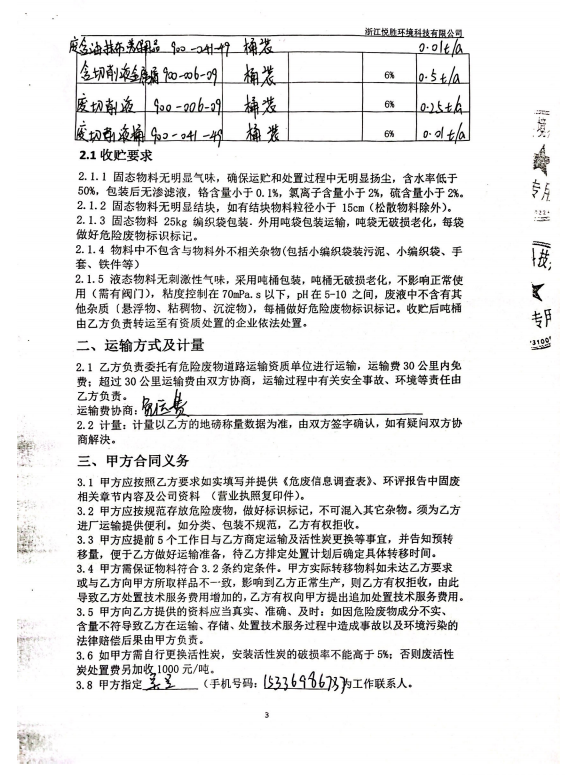 浙江悦胜环境科技有限公司
废含油抹布劳保用品 900-041-49 桶装 0.01t/a
含切削液金属屑 900-006-09 桶装 6% 0.5t/a
废切削液 900-006-09 桶装 6% 0.25t/a
废切削液桶 900-041-49 桶装 6% 0.01t/a
2.1 收贮要求
2.1.1 固态物料无明显气味，确保运贮和处置过程中无明显扬尘，含水率低于
50%，包装后无渗滤液，铬含量小于 0.1%，氯离子含量小于 2%，硫含量小于 2%。
2.1.2 固态物料无明显结块，如有结块物料粒径小于 15cm（松散物料除外）。
2.1.3 固态物料 25kg 编织袋包装．外用吨袋包装运输，吨袋无破损老化，每袋
做好危险废物标识标记。
2.1.4 物料中不包含与物料外不相关杂物(包括小编织袋装污泥、小编织袋、手
套、铁件等)
2.1.5 液态物料无刺激性气味，采用吨桶包装，吨桶无破损老化，不影响正常使
用（需有阀门），粘度控制在 70mPa.s 以下，pH 在 5-10 之间，废液中不含有其
他杂质（悬浮物、粘稠物、沉淀物），每桶做好危险废物标识标记。收贮后吨桶
由乙方负责转运至有资质处置的企业依法处置。
二、运输方式及计量
2.1 乙方负责委托有危险废物道路运输资质单位进行运输，运输费 30 公里内免
费；超过 30 公里运输费由双方协商，运输过程中有关安全事故、环境等责任由
乙方负责。
运输费协商：免运费
2.2 计量：计量以乙方的地磅称量数据为准，由双方签字确认，如有疑问双方协
商解决。
三、甲方合同义务
3.1 甲方应按照乙方要求如实填写并提供《危废信息调查表》、环评报告中固废
相关章节内容及公司资料 （营业执照复印件）。
3.2 甲方应按规范存放危险废物，做好标识标记，不可混入其它杂物。须为乙方
进厂运输提供便利。如分类、包装不规范，乙方有权拒收。
3.3 甲方应提前 5 个工作日与乙方商定运输及活性炭更换等事宜，并告知预转
移量，便于乙方做好运输准备，待乙方排定处置计划后确定具体转移时间。
3.4 甲方需保证物料符合 3.2 条约定条件。甲方实际转移物料如未达乙方要求
或与乙方向甲方所取样品不一致，影响到乙方正常生产，则乙方有权拒收，由此
导致乙方处置技术服务费用增加的，乙方有权向甲方提出追加处置技术服务费用。
3.5 甲方向乙方提供的资料应当真实、准确、及时；如因危险废物成分不实、
含量不符导致乙方在运输、存储、处置技术服务过程中造成事故以及环境污染的
法律赔偿后果由甲方负责。
3.6 如甲方需自行更换活性炭，安装活性炭的破损率不能高于 5%；否则废活性
炭处置费另加收 1000 元/吨。
3.8 甲方指定 （手机号码：15336986737）为工作联系人。
3
专用
技
专用